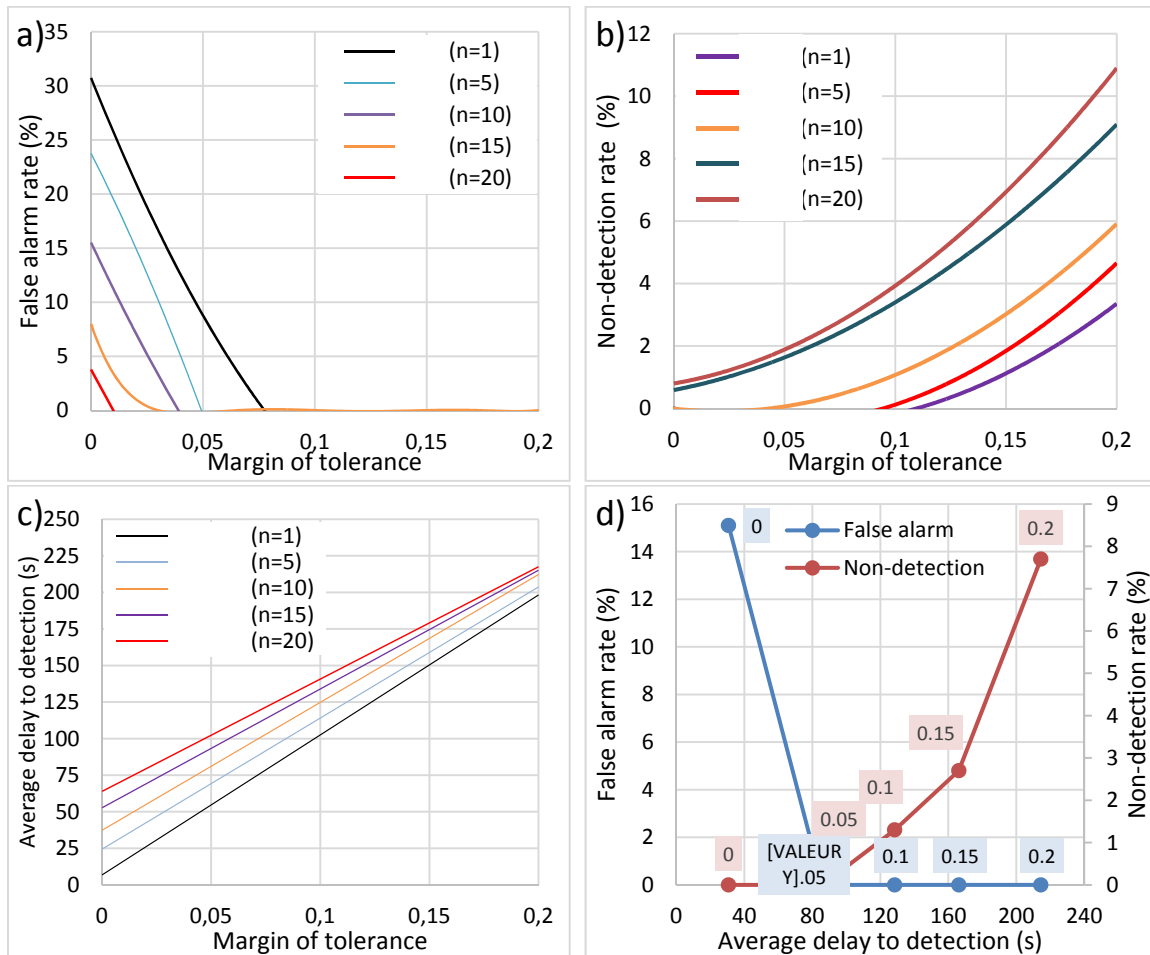 a)
35
30
25
20
15
10
5
0
False alarm rate (%)
(n=1)
(n=5)
(n=10)
(n=15)
(n=20)
0 0,05 0,1 0,15 0,2
Margin of tolerance
b)
12
10
8
6
4
2
0
Non-detection rate (%)
(n=1)
(n=5)
(n=10)
(n=15)
(n=20)
0 0,05 0,1 0,15 0,2
Margin of tolerance
c)
250
225
200
175
150
125
100
75
50
25
0
Average delay to detection (s)
(n=1)
(n=5)
(n=10)
(n=15)
(n=20)
0 0,05 0,1 0,15 0,2
Margin of tolerance
d)
16
14
12
10
8
6
4
2
0
False alarm rate (%)
False alarm
Non-detection
0
0.2
0.15
0.1
0.05
0
[VALEUR
Y].05
0.1 0.15 0.2
9
8
7
6
5
4
3
2
1
0
Non-detection rate (%)
0 40 80 120 160 200 240
Average delay to detection (s)